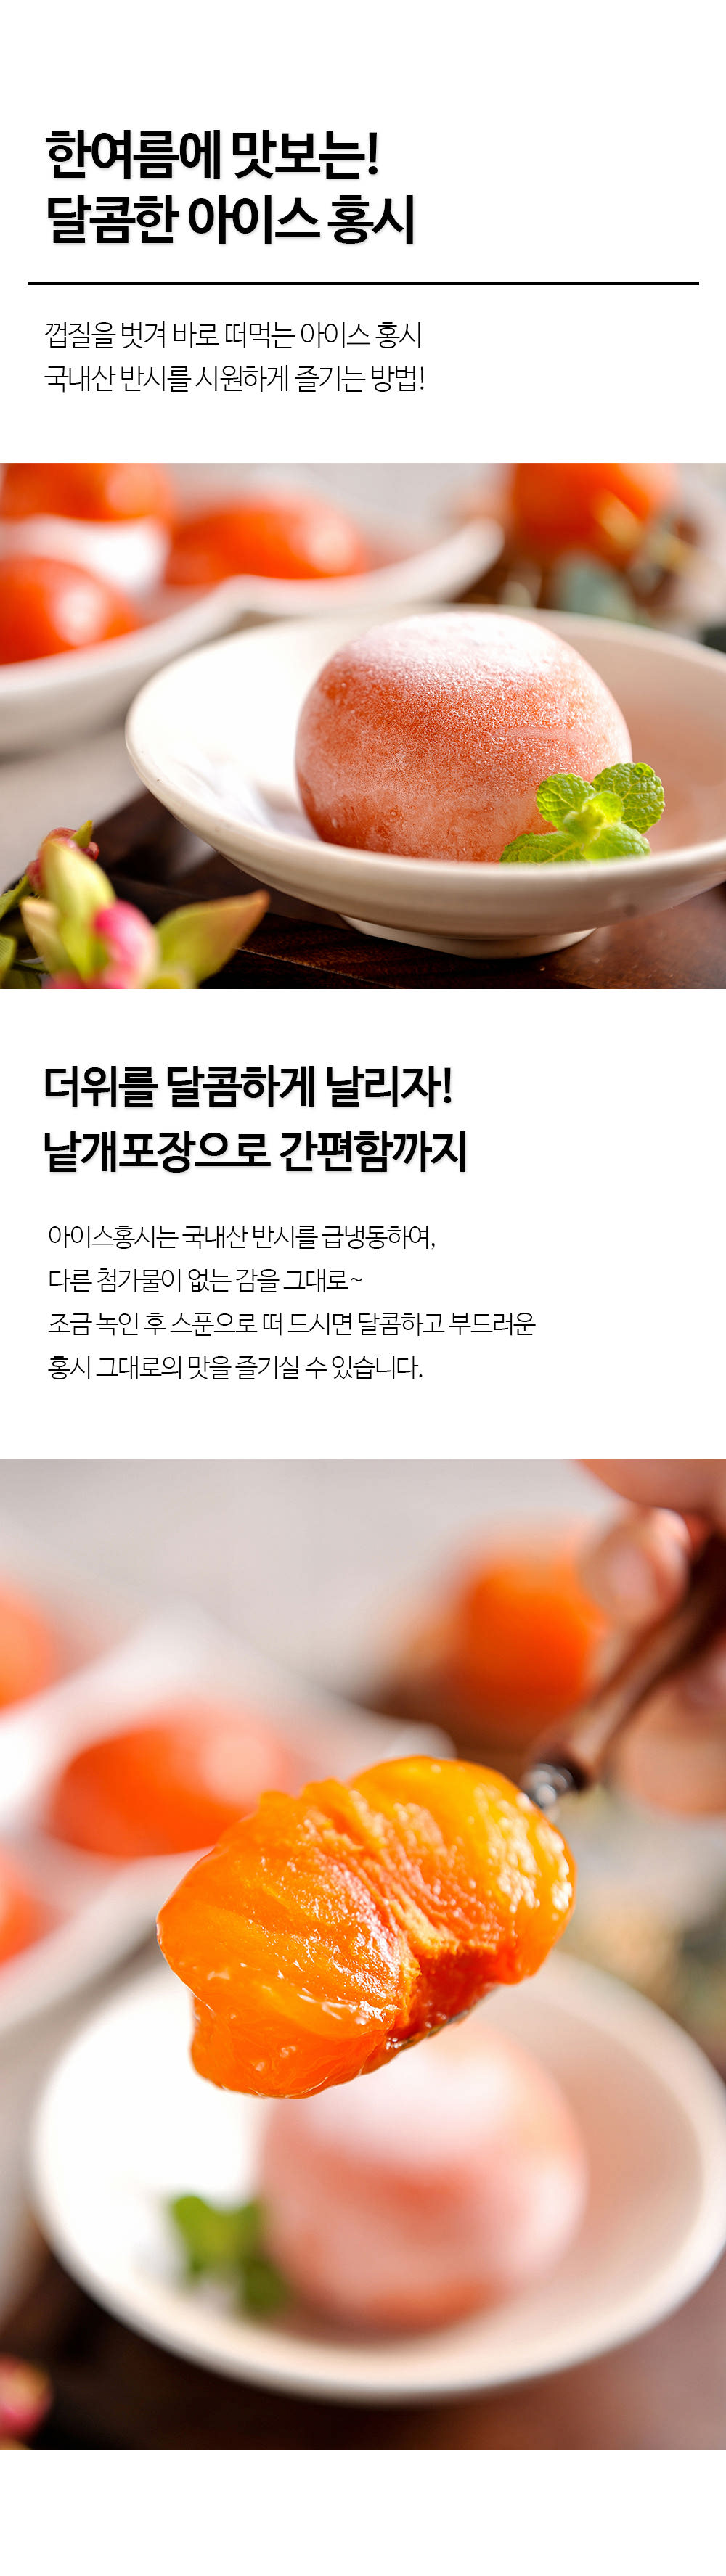 한여름에 맛보는!
달콤한 아이스 홍시
껍질을 벗겨 바로 떠먹는 아이스 홍시
국내산 반시를 시원하게 즐기는 방법!
더위를 달콤하게 날리자!
낱개포장으로 간편함까지
아이스홍시는 국내산 반시를 급냉동하여,
다른 첨가물이 없는 감을 그대로~
조금 녹인 후 스푼으로 떠 드시면 달콤하고 부드러운
홍시 그대로의 맛을 즐기실 수 있습니다.